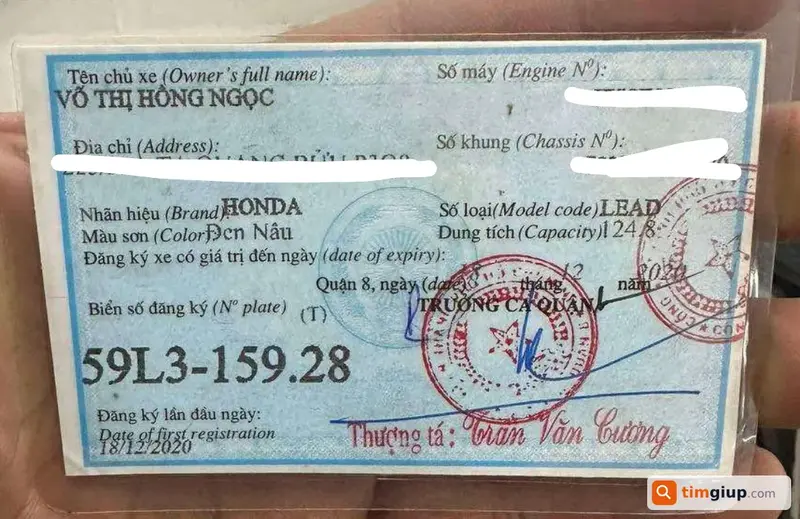 Tên chủ xe (Owner's full name):
VÕ THỊ HỒNG NGỌC
Số máy (Engine Nº):
Địa chỉ (Address):
Số khung (Chassis Nº):
Nhãn hiệu (Brand) HONDA
Số loại(Model code) LEAD
Màu sơn (Color) Đen Nâu
Dung tích (Capacity) 124,8
Đăng ký xe có giá trị đến ngày (date of expiry):
Quận 8, ngày (date) tháng 12 năm 2020
Biển số đăng ký (Nº plate) (T)
TRƯỞNG CA QUẬN
59L3-159.28
Đăng ký lần đầu ngày:
Date of first registration
18/12/2020
Thượng tá: Trần Văn Cương
timgiup.com